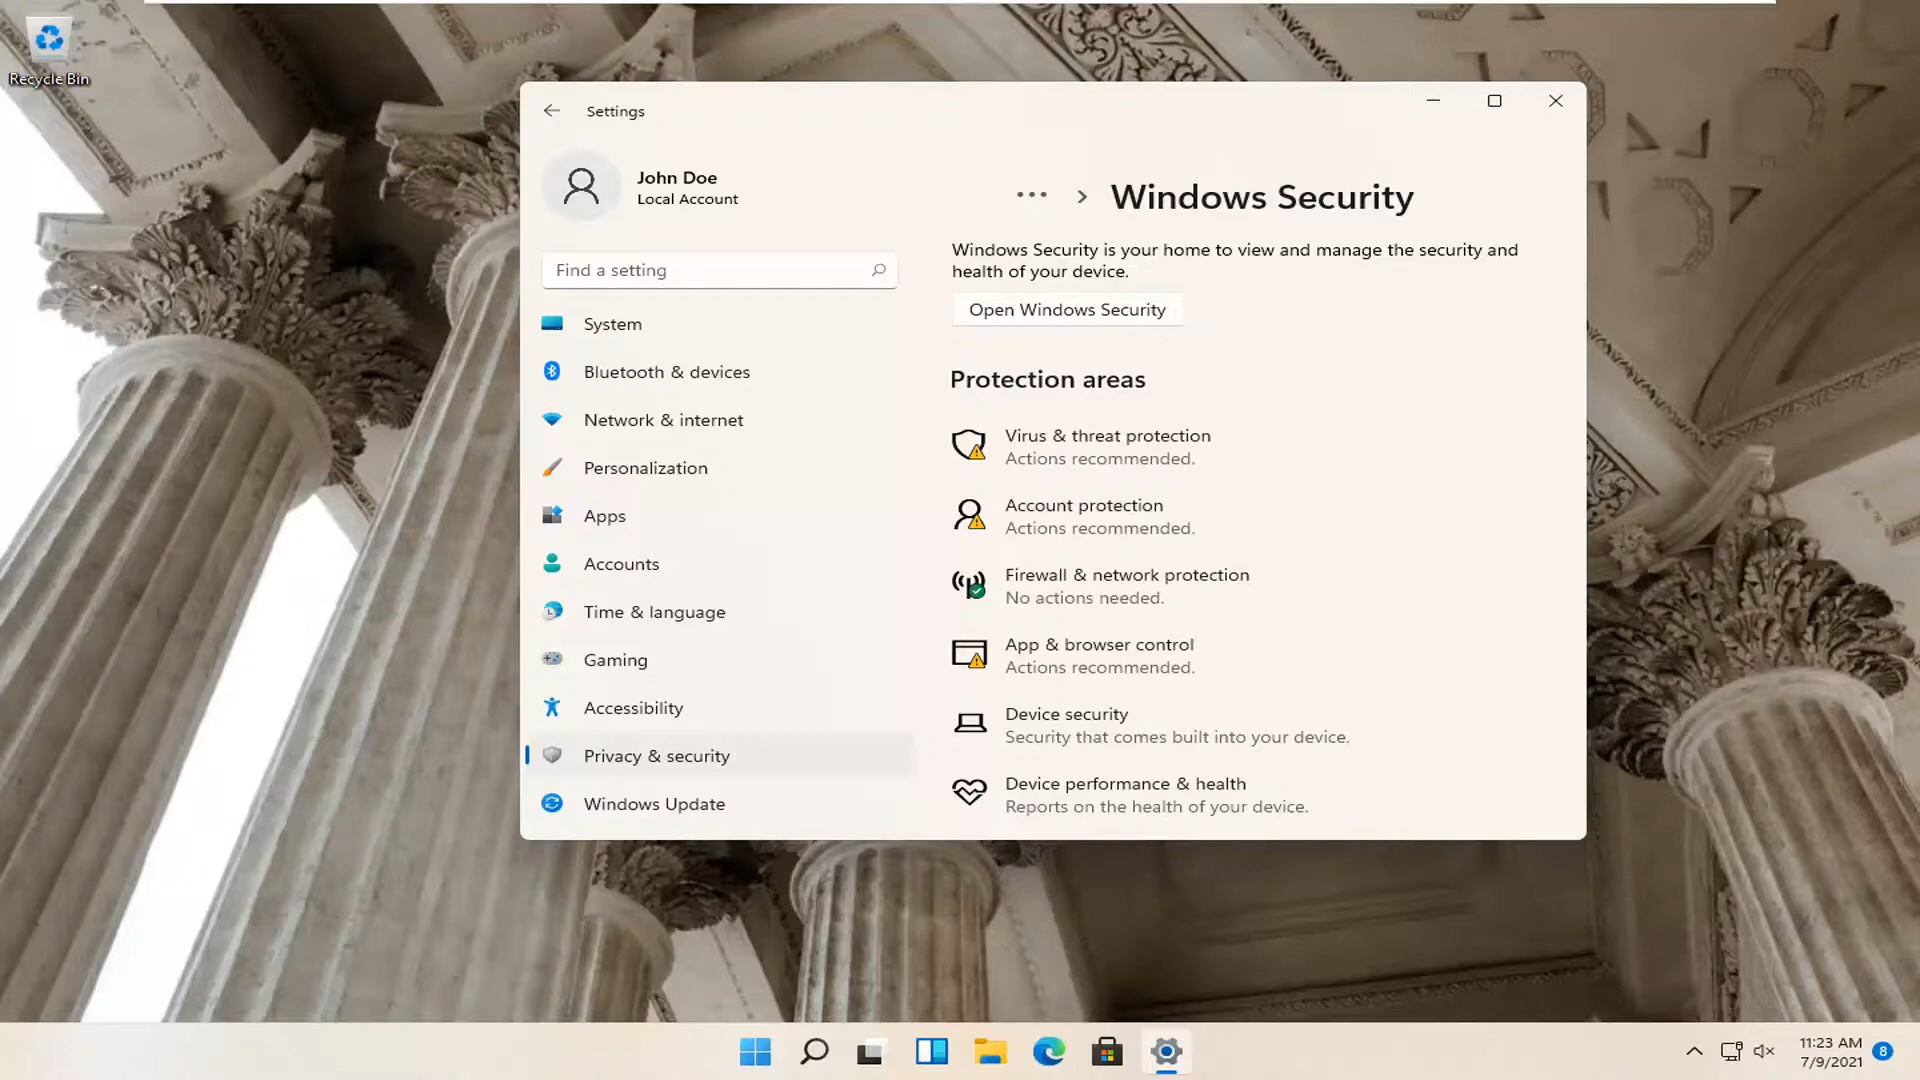 Recycle Bin
Settings
John Doe
Local Account
Find a setting
System
Bluetooth & devices
Network & internet
Personalization
Apps
Accounts
Time & language
Gaming
Accessibility
Privacy & security
Windows Update
Windows Security
Windows Security is your home to view and manage the security and
health of your device.
Open Windows Security
Protection areas
Virus & threat protection
Actions recommended.
Account protection
Actions recommended.
Firewall & network protection
No actions needed.
App & browser control
Actions recommended.
Device security
Security that comes built into your device.
Device performance & health
Reports on the health of your device.
11:23 AM
7/9/2021
8